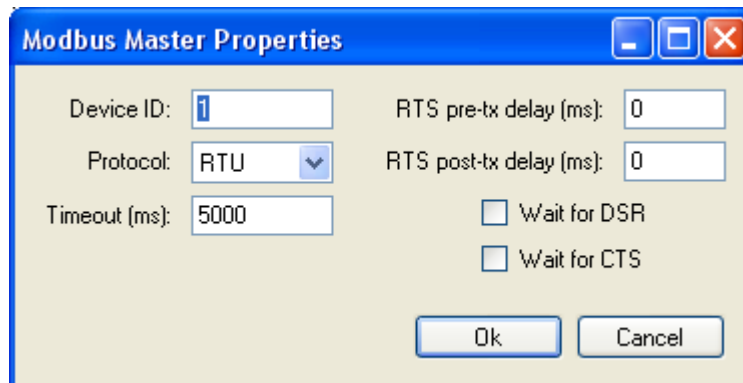 Modbus Master Properties
Device ID: 1 RTS pre-tx delay (ms): 0
Protocol: RTU RTS post-tx delay (ms): 0
Timeout (ms): 5000 Wait for DSR
Wait for CTS
Ok Cancel